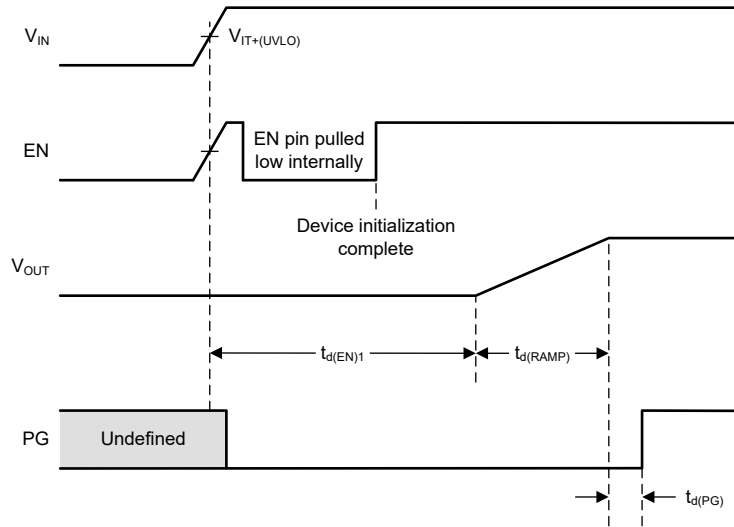 V_IN
V_IT+(UVLO)
EN
EN pin pulled
low internally
Device initialization
complete
V_OUT
t_d(EN)1
t_d(RAMP)
PG
Undefined
t_d(PG)